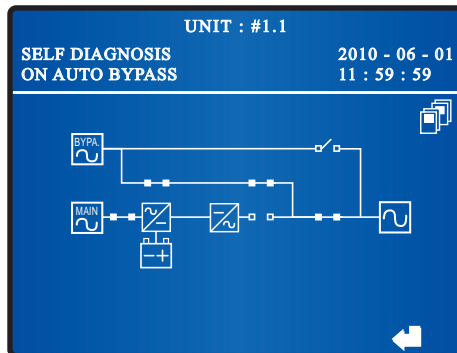 UNIT : #1.1
SELF DIAGNOSIS 2010 - 06 - 01
ON AUTO BYPASS 11 : 59 : 59
BYPA.
MAIN